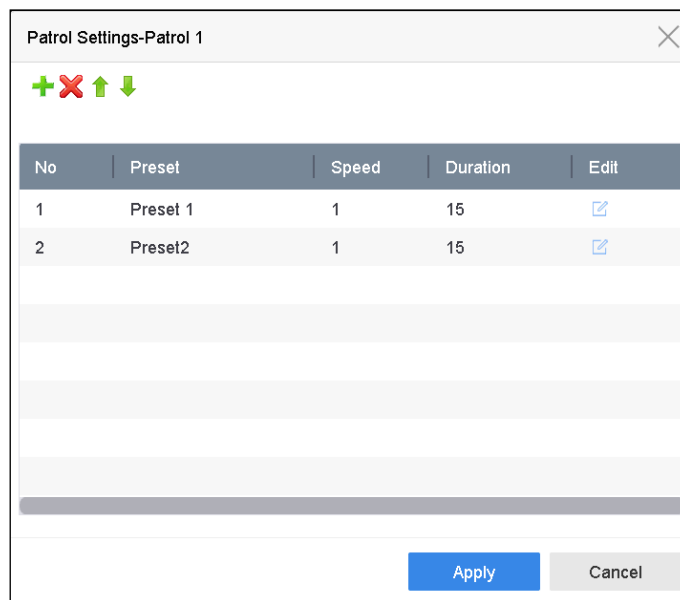 Patrol Settings-Patrol 1
No Preset Speed Duration Edit
1 Preset 1 1 15
2 Preset2 1 15
Apply Cancel